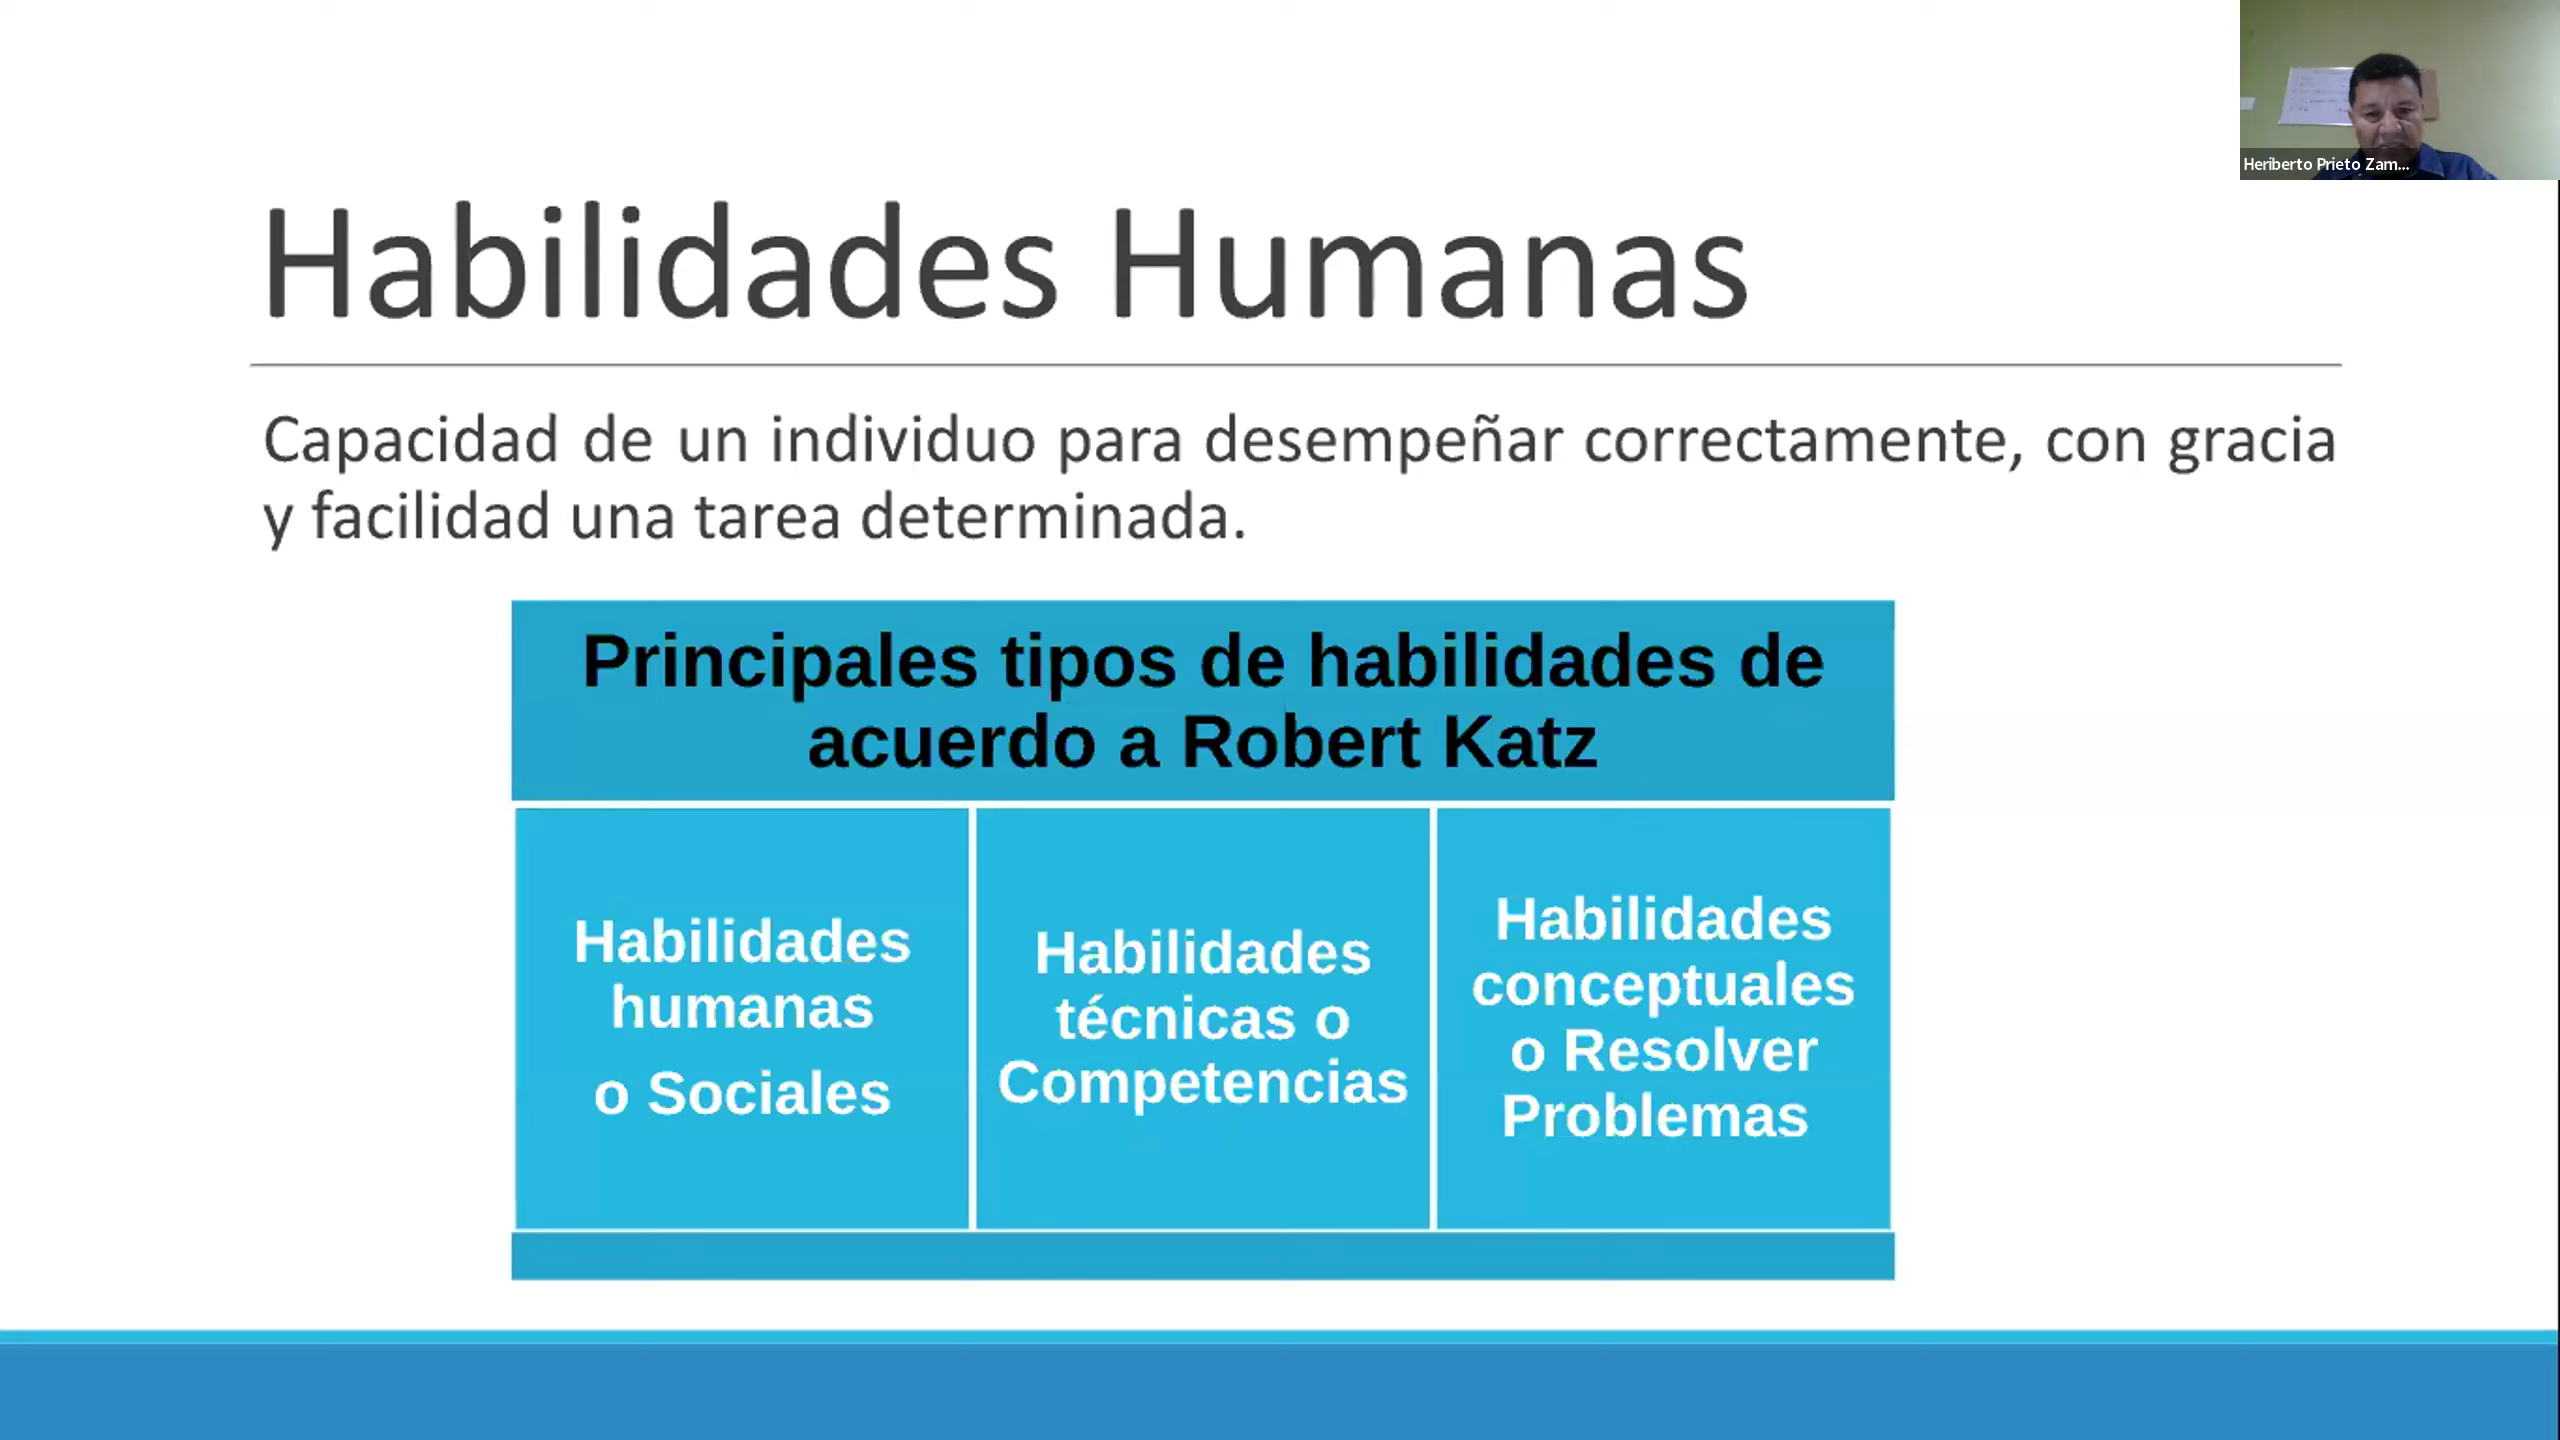 Heriberto Prieto Zam...
Habilidades Humanas
Capacidad de un individuo para desempeñar correctamente, con gracia
y facilidad una tarea determinada.
Principales tipos de habilidades de
acuerdo a Robert Katz
Habilidades
humanas
o Sociales
Habilidades
técnicas o
Competencias
Habilidades
conceptuales
o Resolver
Problemas